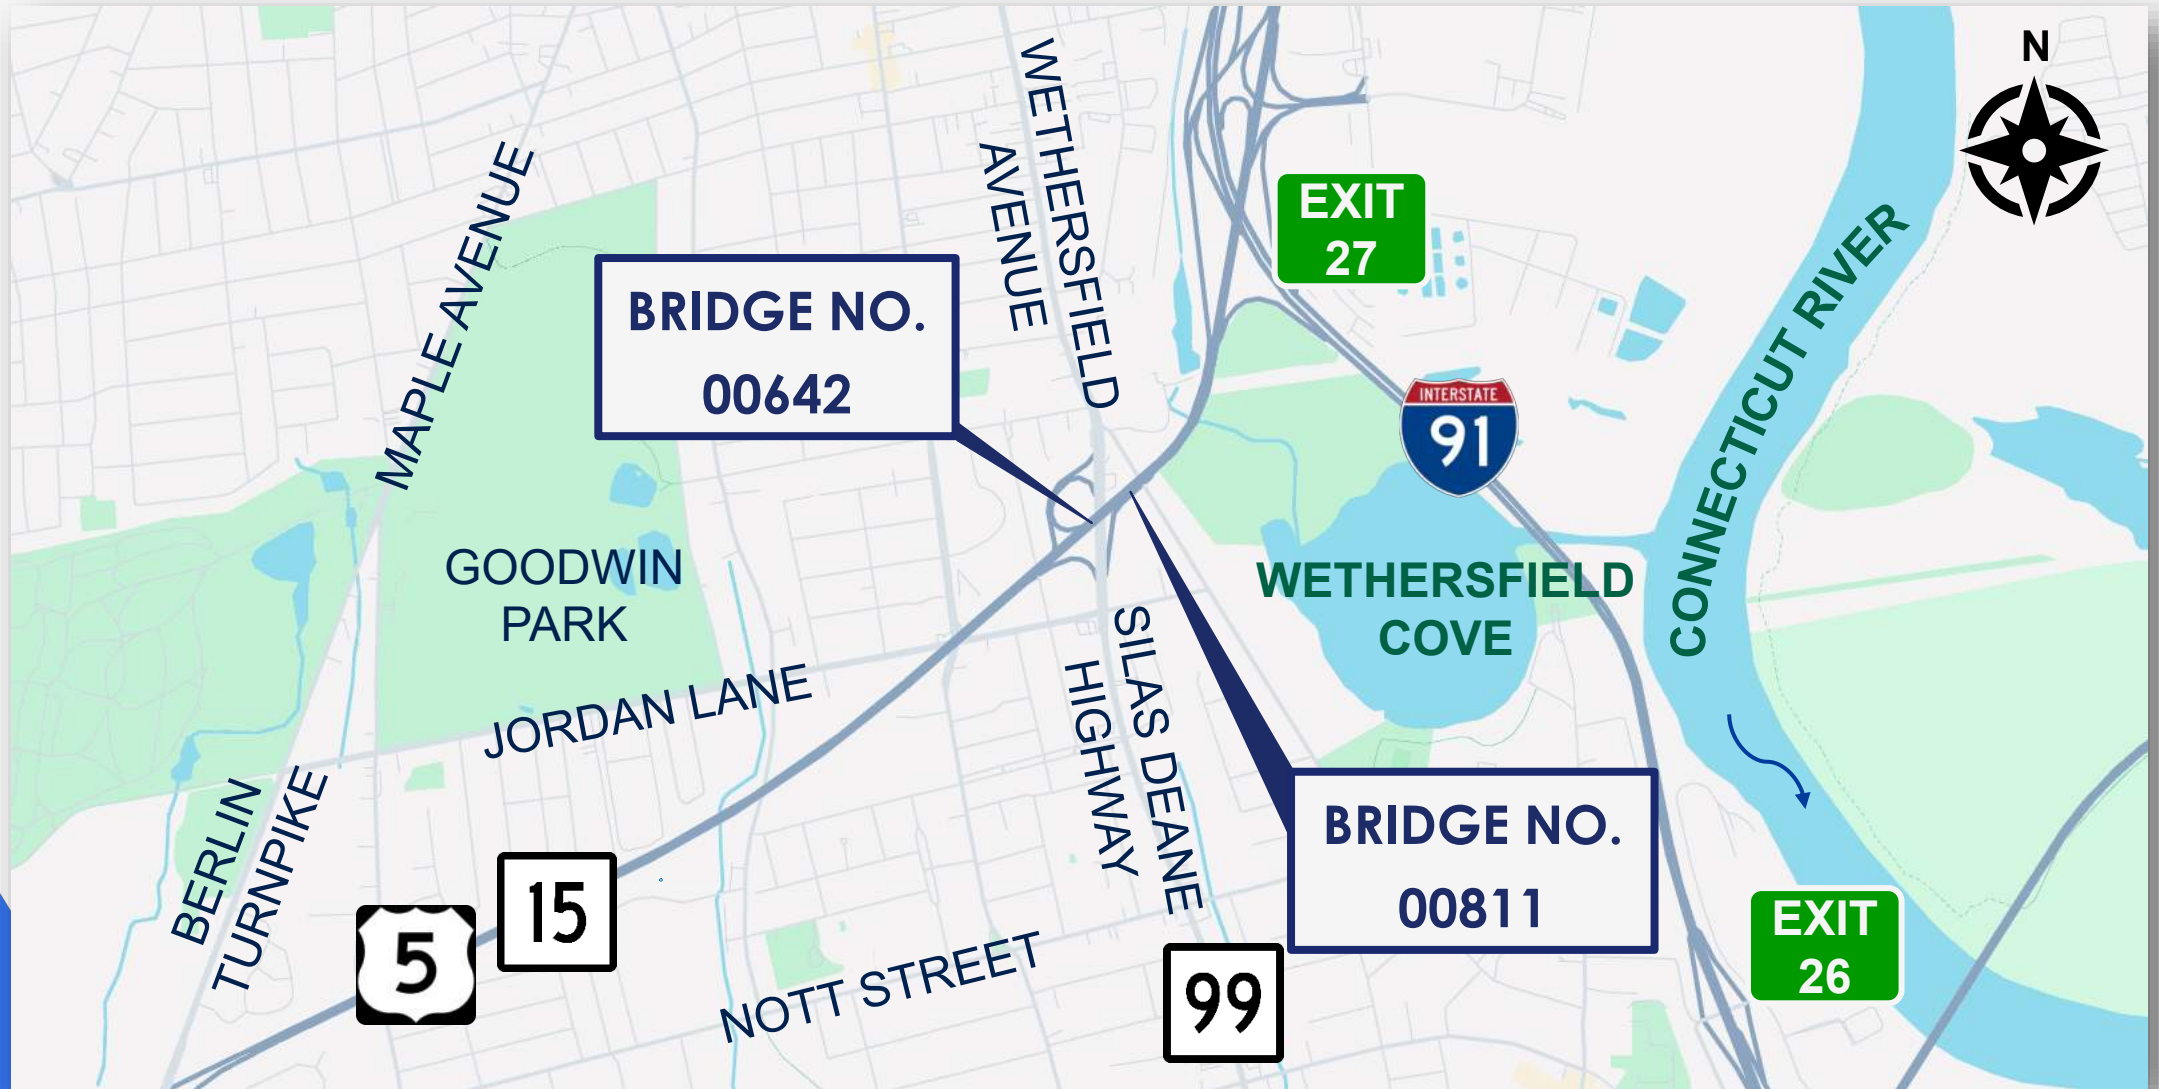 N
WETHERSFIELD
AVENUE
MAPLE AVENUE
EXIT
27
BRIDGE NO.
00642
CONNECTICUT RIVER
INTERSTATE
91
GOODWIN
PARK
WETHERSFIELD
COVE
JORDAN LANE
SILAS DEANE
HIGHWAY
BERLIN
TURNPIKE
BRIDGE NO.
00811
15
5
EXIT
26
NOTT STREET
99